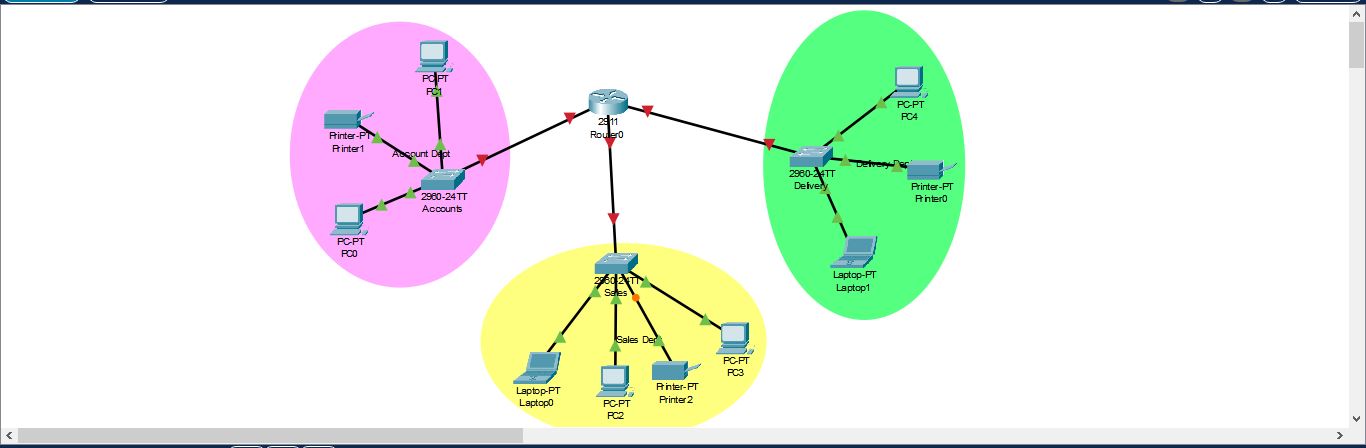 PC-PT
PC1
Printer-PT
Printer1
Account Dept
2960-24TT
Accounts
PC-PT
PC0
2911
Router0
PC-PT
PC4
2960-24TT
Delivery
Delivery Dept
Printer-PT
Printer0
Laptop-PT
Laptop1
2960-24TT
Sales
Sales Dept
Laptop-PT
Laptop0
PC-PT
PC2
Printer-PT
Printer2
PC-PT
PC3